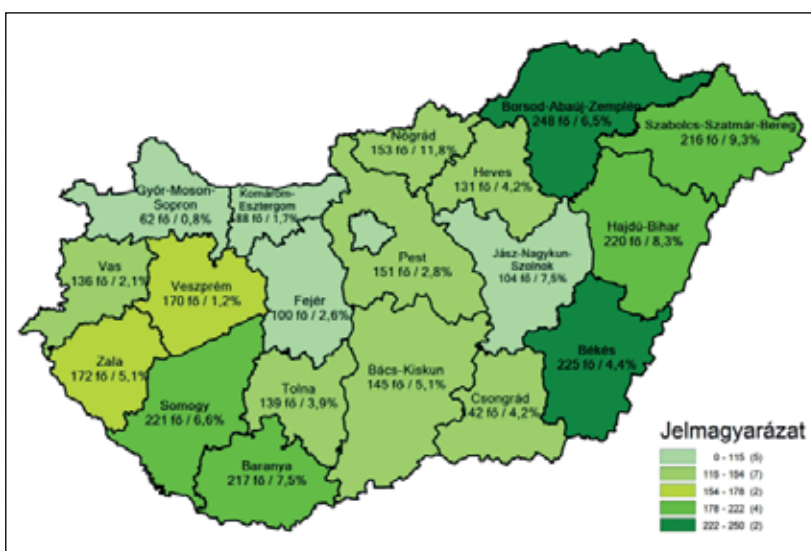 Borsod-Abaúj-Zemplén
248 fő / 6,5%
Szabolcs-Szatmár-Bereg
216 fő / 9,3%
Nógrád
153 fő / 11,8%
Heves
131 fő / 4,2%
Győr-Moson-
Sopron
62 fő / 0,8%
Komárom-
Esztergom
88 fő / 1,7%
Hajdú-Bihar
220 fő / 8,3%
Pest
151 fő / 2,8%
Jász-Nagykun-
Szolnok
104 fő / 7,5%
Vas
136 fő / 2,1%
Veszprém
170 fő / 1,2%
Fejér
100 fő / 2,6%
Békés
225 fő / 4,4%
Zala
172 fő / 5,1%
Bács-Kiskun
145 fő / 5,1%
Tolna
139 fő / 3,9%
Csongrád
42 fő / 4,2%
Somogy
221 fő / 6,6%
Baranya
217 fő / 7,5%
Jelmagyarázat
0 - 115 (5)
115 - 154 (7)
154 - 178 (2)
178 - 222 (4)
222 - 250 (2)